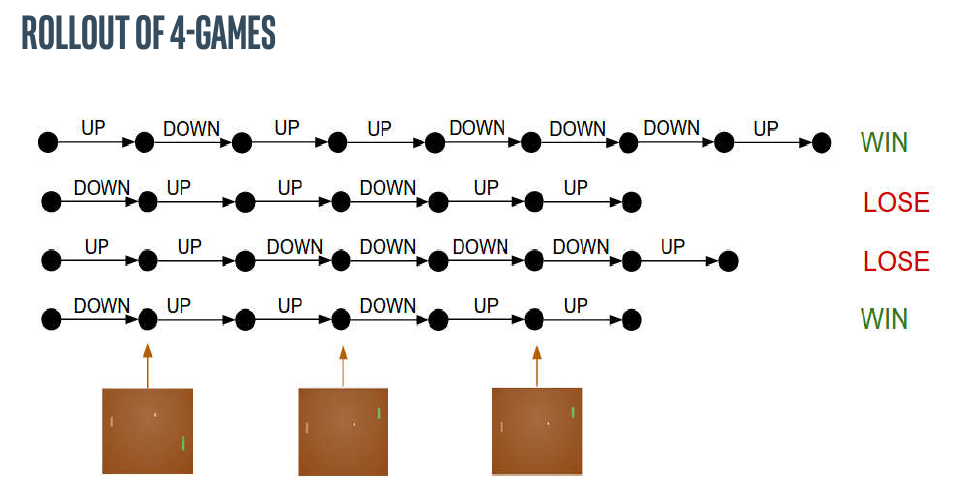 ROLLOUT OF 4-GAMES
UP DOWN UP UP DOWN DOWN DOWN UP WIN
DOWN UP UP DOWN UP UP LOSE
UP UP DOWN DOWN DOWN DOWN UP LOSE
DOWN UP UP DOWN UP UP WIN